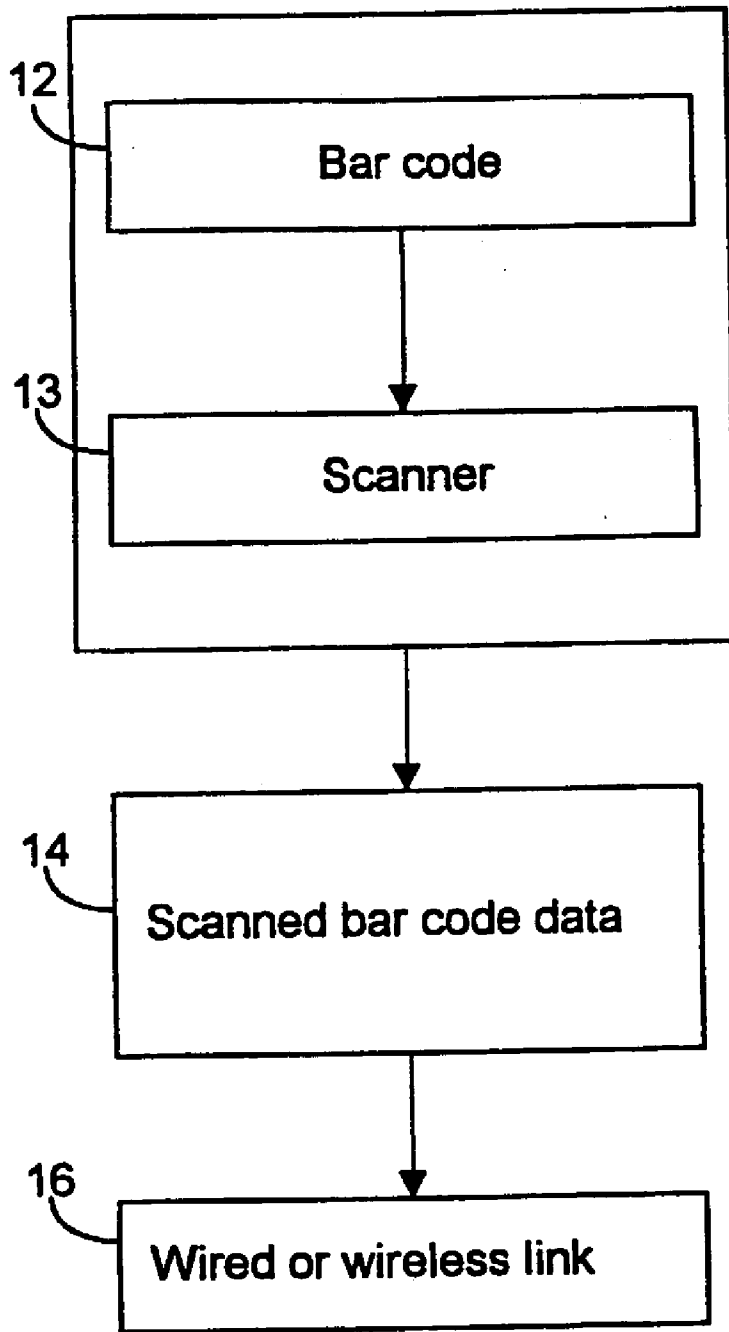 12
Bar code
13
Scanner
14
Scanned bar code data
16
Wired or wireless link